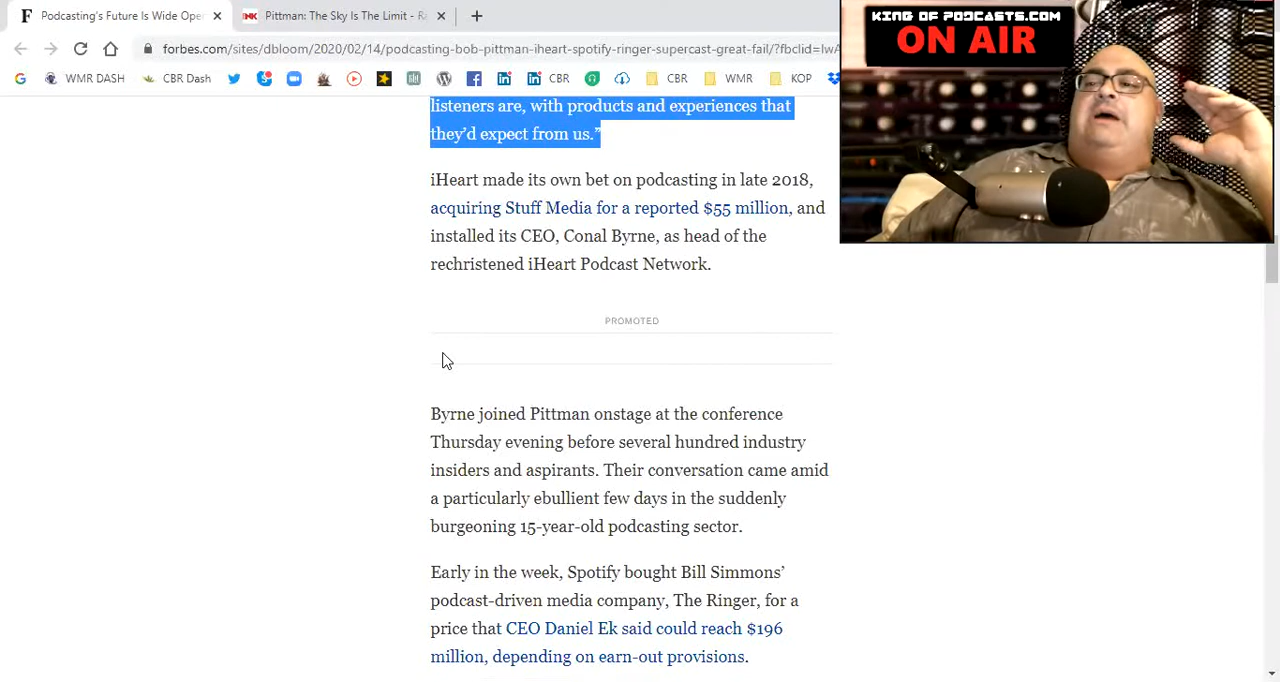 Podcasting's Future Is Wide Oper
Pittman: The Sky Is The Limit - Ra
forbes.com/sites/dbloom/2020/02/14/podcasting-bob-pittman-iheart-spotify-ringer-supercast-great-fail/?fbclid=IwA
WMR DASH
CBR Dash
CBR
CBR
WMR
KOP
KING OF PODCASTS.COM
ON AIR
listeners are, with products and experiences that
they'd expect from us.”
iHeart made its own bet on podcasting in late 2018,
acquiring Stuff Media for a reported $55 million, and
installed its CEO, Conal Byrne, as head of the
rechristened iHeart Podcast Network.
PROMOTED
Byrne joined Pittman onstage at the conference
Thursday evening before several hundred industry
insiders and aspirants. Their conversation came amid
a particularly ebullient few days in the suddenly
burgeoning 15-year-old podcasting sector.
Early in the week, Spotify bought Bill Simmons’
podcast-driven media company, The Ringer, for a
price that CEO Daniel Ek said could reach $196
million, depending on earn-out provisions.